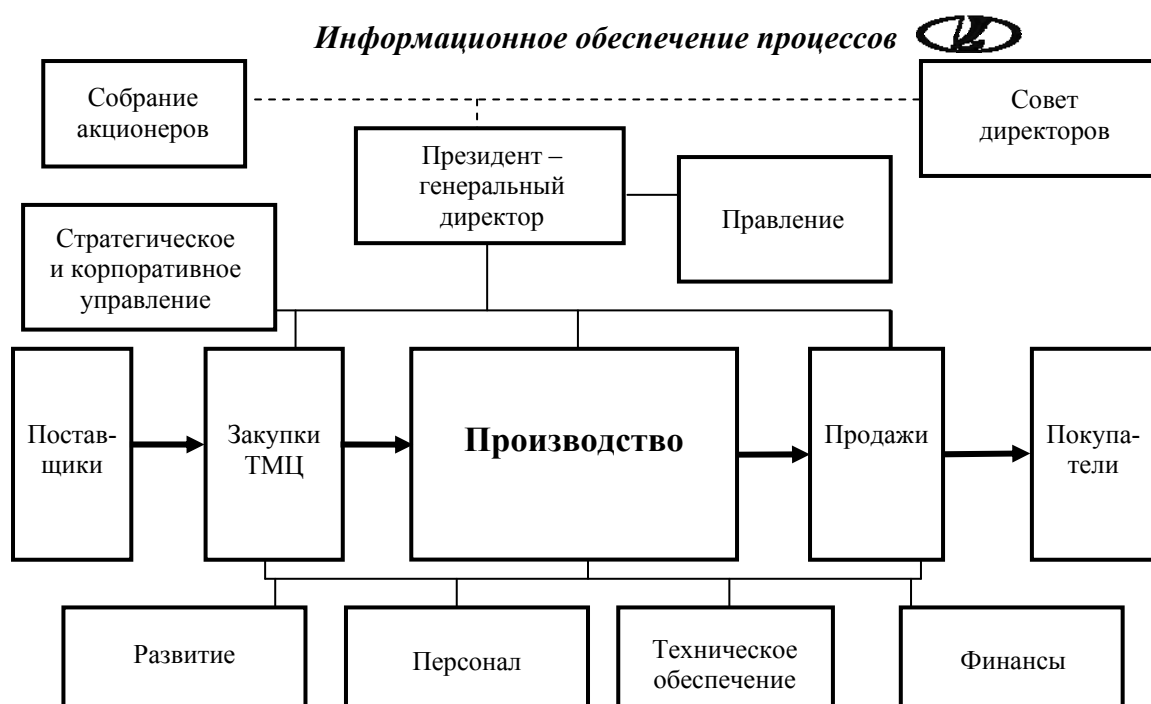 Информационное обеспечение процессов
Собрание
акционеров
Совет
директоров
Президент –
генеральный
директор
Правление
Стратегическое
и корпоративное
управление
Постав-
щики
Закупки
ТМЦ
Производство
Продажи
Покупа-
тели
Развитие
Персонал
Техническое
обеспечение
Финансы